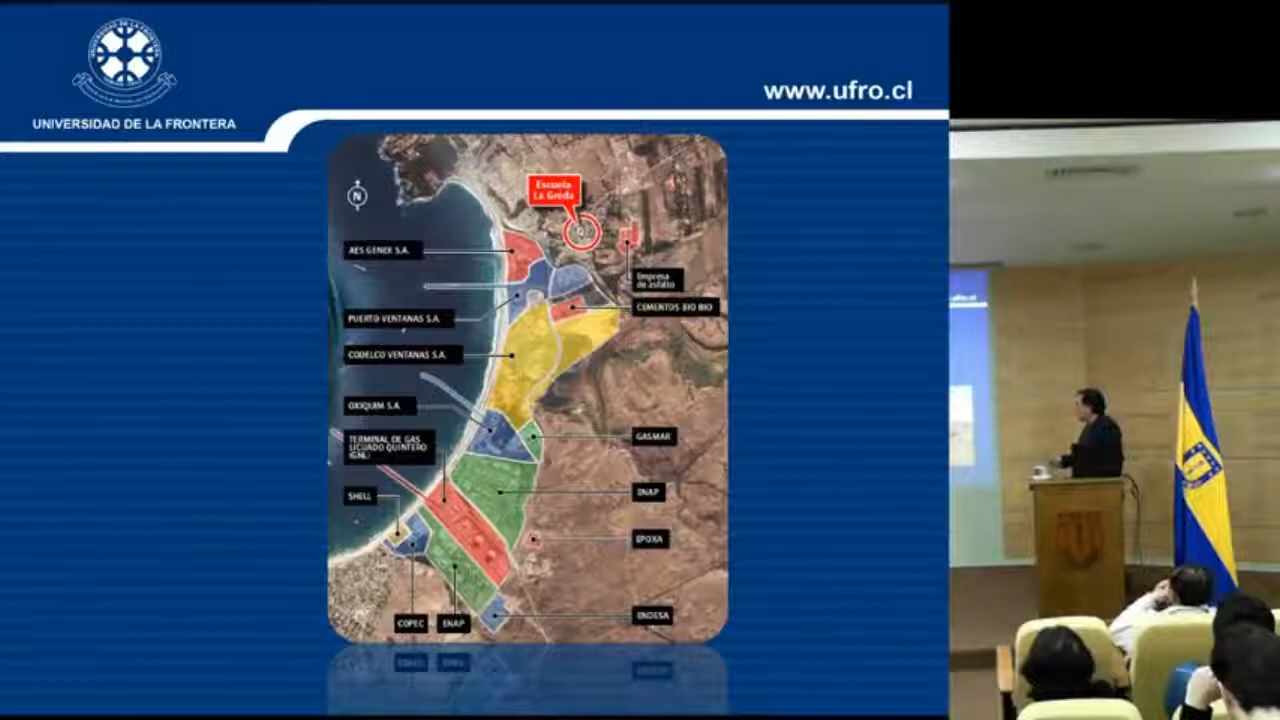 UNIVERSIDAD DE LA FRONTERA
www.ufro.cl
N
Escuela
La Greda
AES GENER S.A.
Empresa
de asfalto
CEMENTOS BIO BIO
PUERTO VENTANAS S.A.
CODELCO VENTANAS S.A.
OXIQUIM S.A.
TERMINAL DE GAS
LICUADO QUINTERO
(GNL)
GASMAR
SHELL
ENAP
EPOXA
COPEC
ENAP
ENDESA